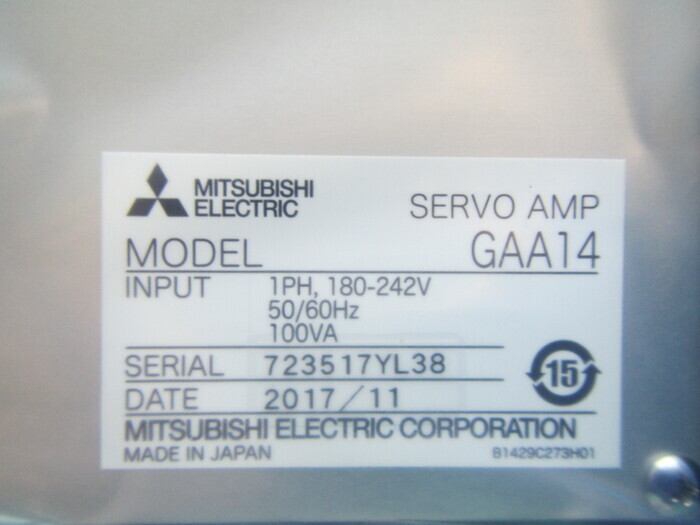 MITSUBISHI
ELECTRIC
SERVO AMP
MODEL GAA14
INPUT 1PH, 180-242V
50/60Hz
100VA
SERIAL 723517YL38
15
DATE 2017/11
MITSUBISHI ELECTRIC CORPORATION
MADE IN JAPAN B1429C273H01